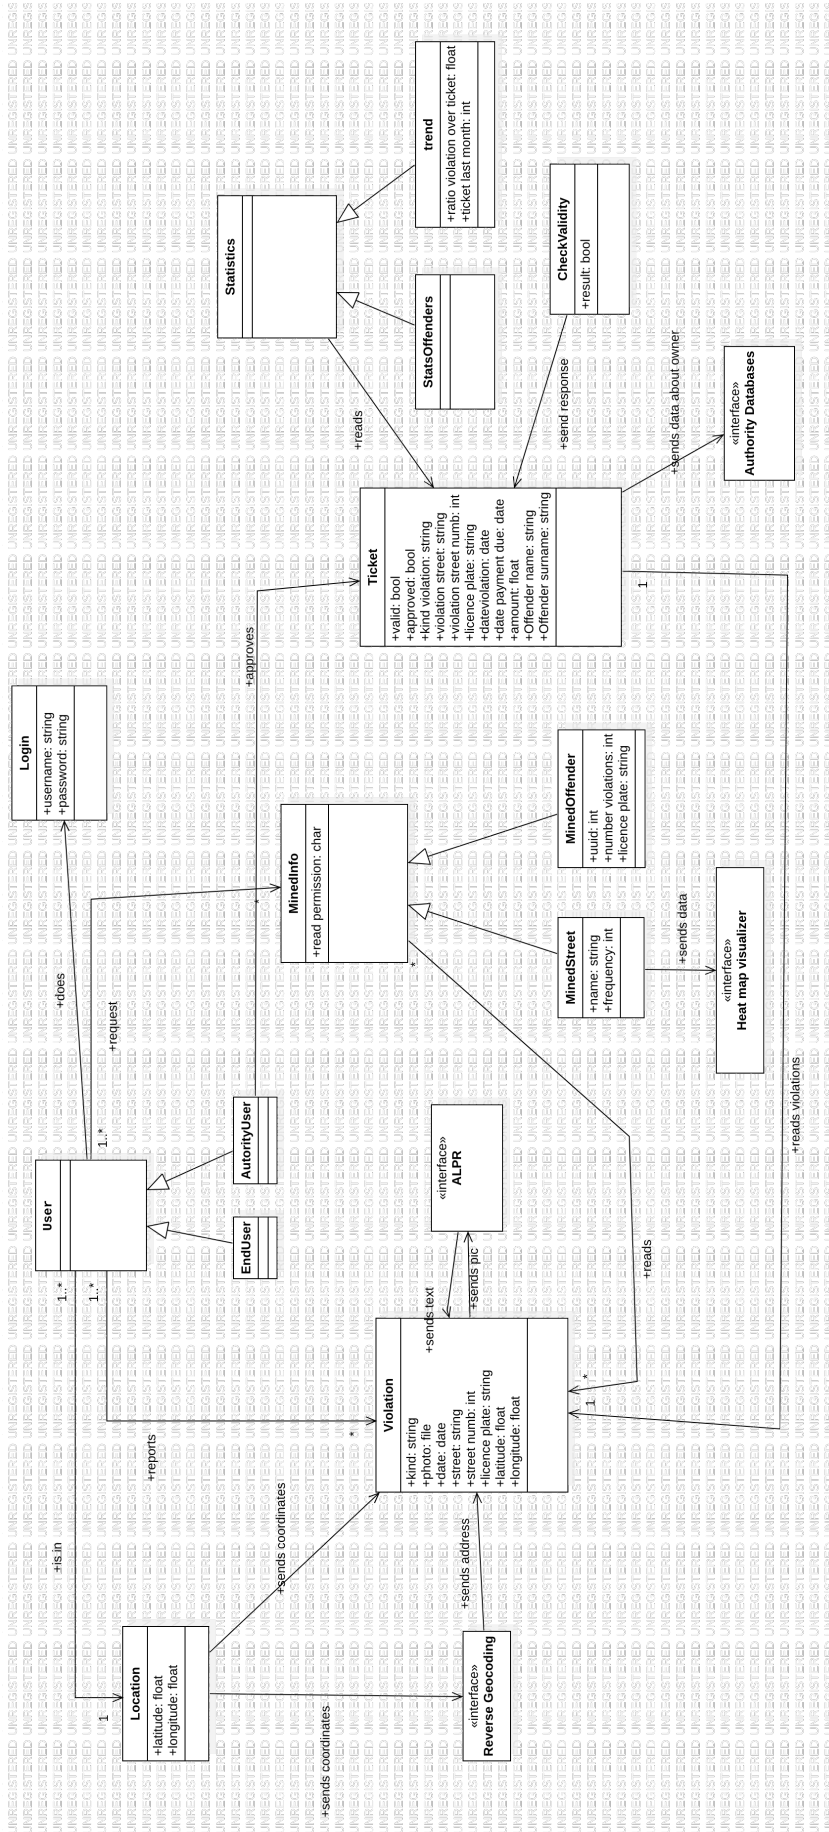 Login
+username: string
+password: string
+does
+request
1..*
User
1..*
1..*
+is in
1
+reports
*
Location
+latitude: float
+longitude: float
EndUser
AutorityUser
+approves
*
MinedInfo
+read permission: char
*
Statistics
trend
+ratio violation over ticket: float
+ticket last month: int
StatsOffenders
+reads
CheckValidity
+result: bool
+send response
Ticket
+valid: bool
+approved: bool
+kind violation: string
+violation street: string
+violation street numb: int
+licence plate: string
+dateviolation: date
+date payment due: date
+amount: float
+Offender name: string
+Offender surname: string
+sends data about owner
«interface»
Authority Databases
1
MinedOffender
+uuid: int
+number violations: int
+licence plate: string
MinedStreet
+name: string
+frequency: int
+sends data
«interface»
Heat map visualizer
+reads violations
«interface»
ALPR
+sends text
+sends pic
+reads
*
1
Violation
+kind: string
+photo: file
+date: date
+street: string
+street numb: int
+licence plate: string
+latitude: float
+longitude: float
+sends coordinates
+sends address
+sends coordinates
«interface»
Reverse Geocoding
UNREGISTERED